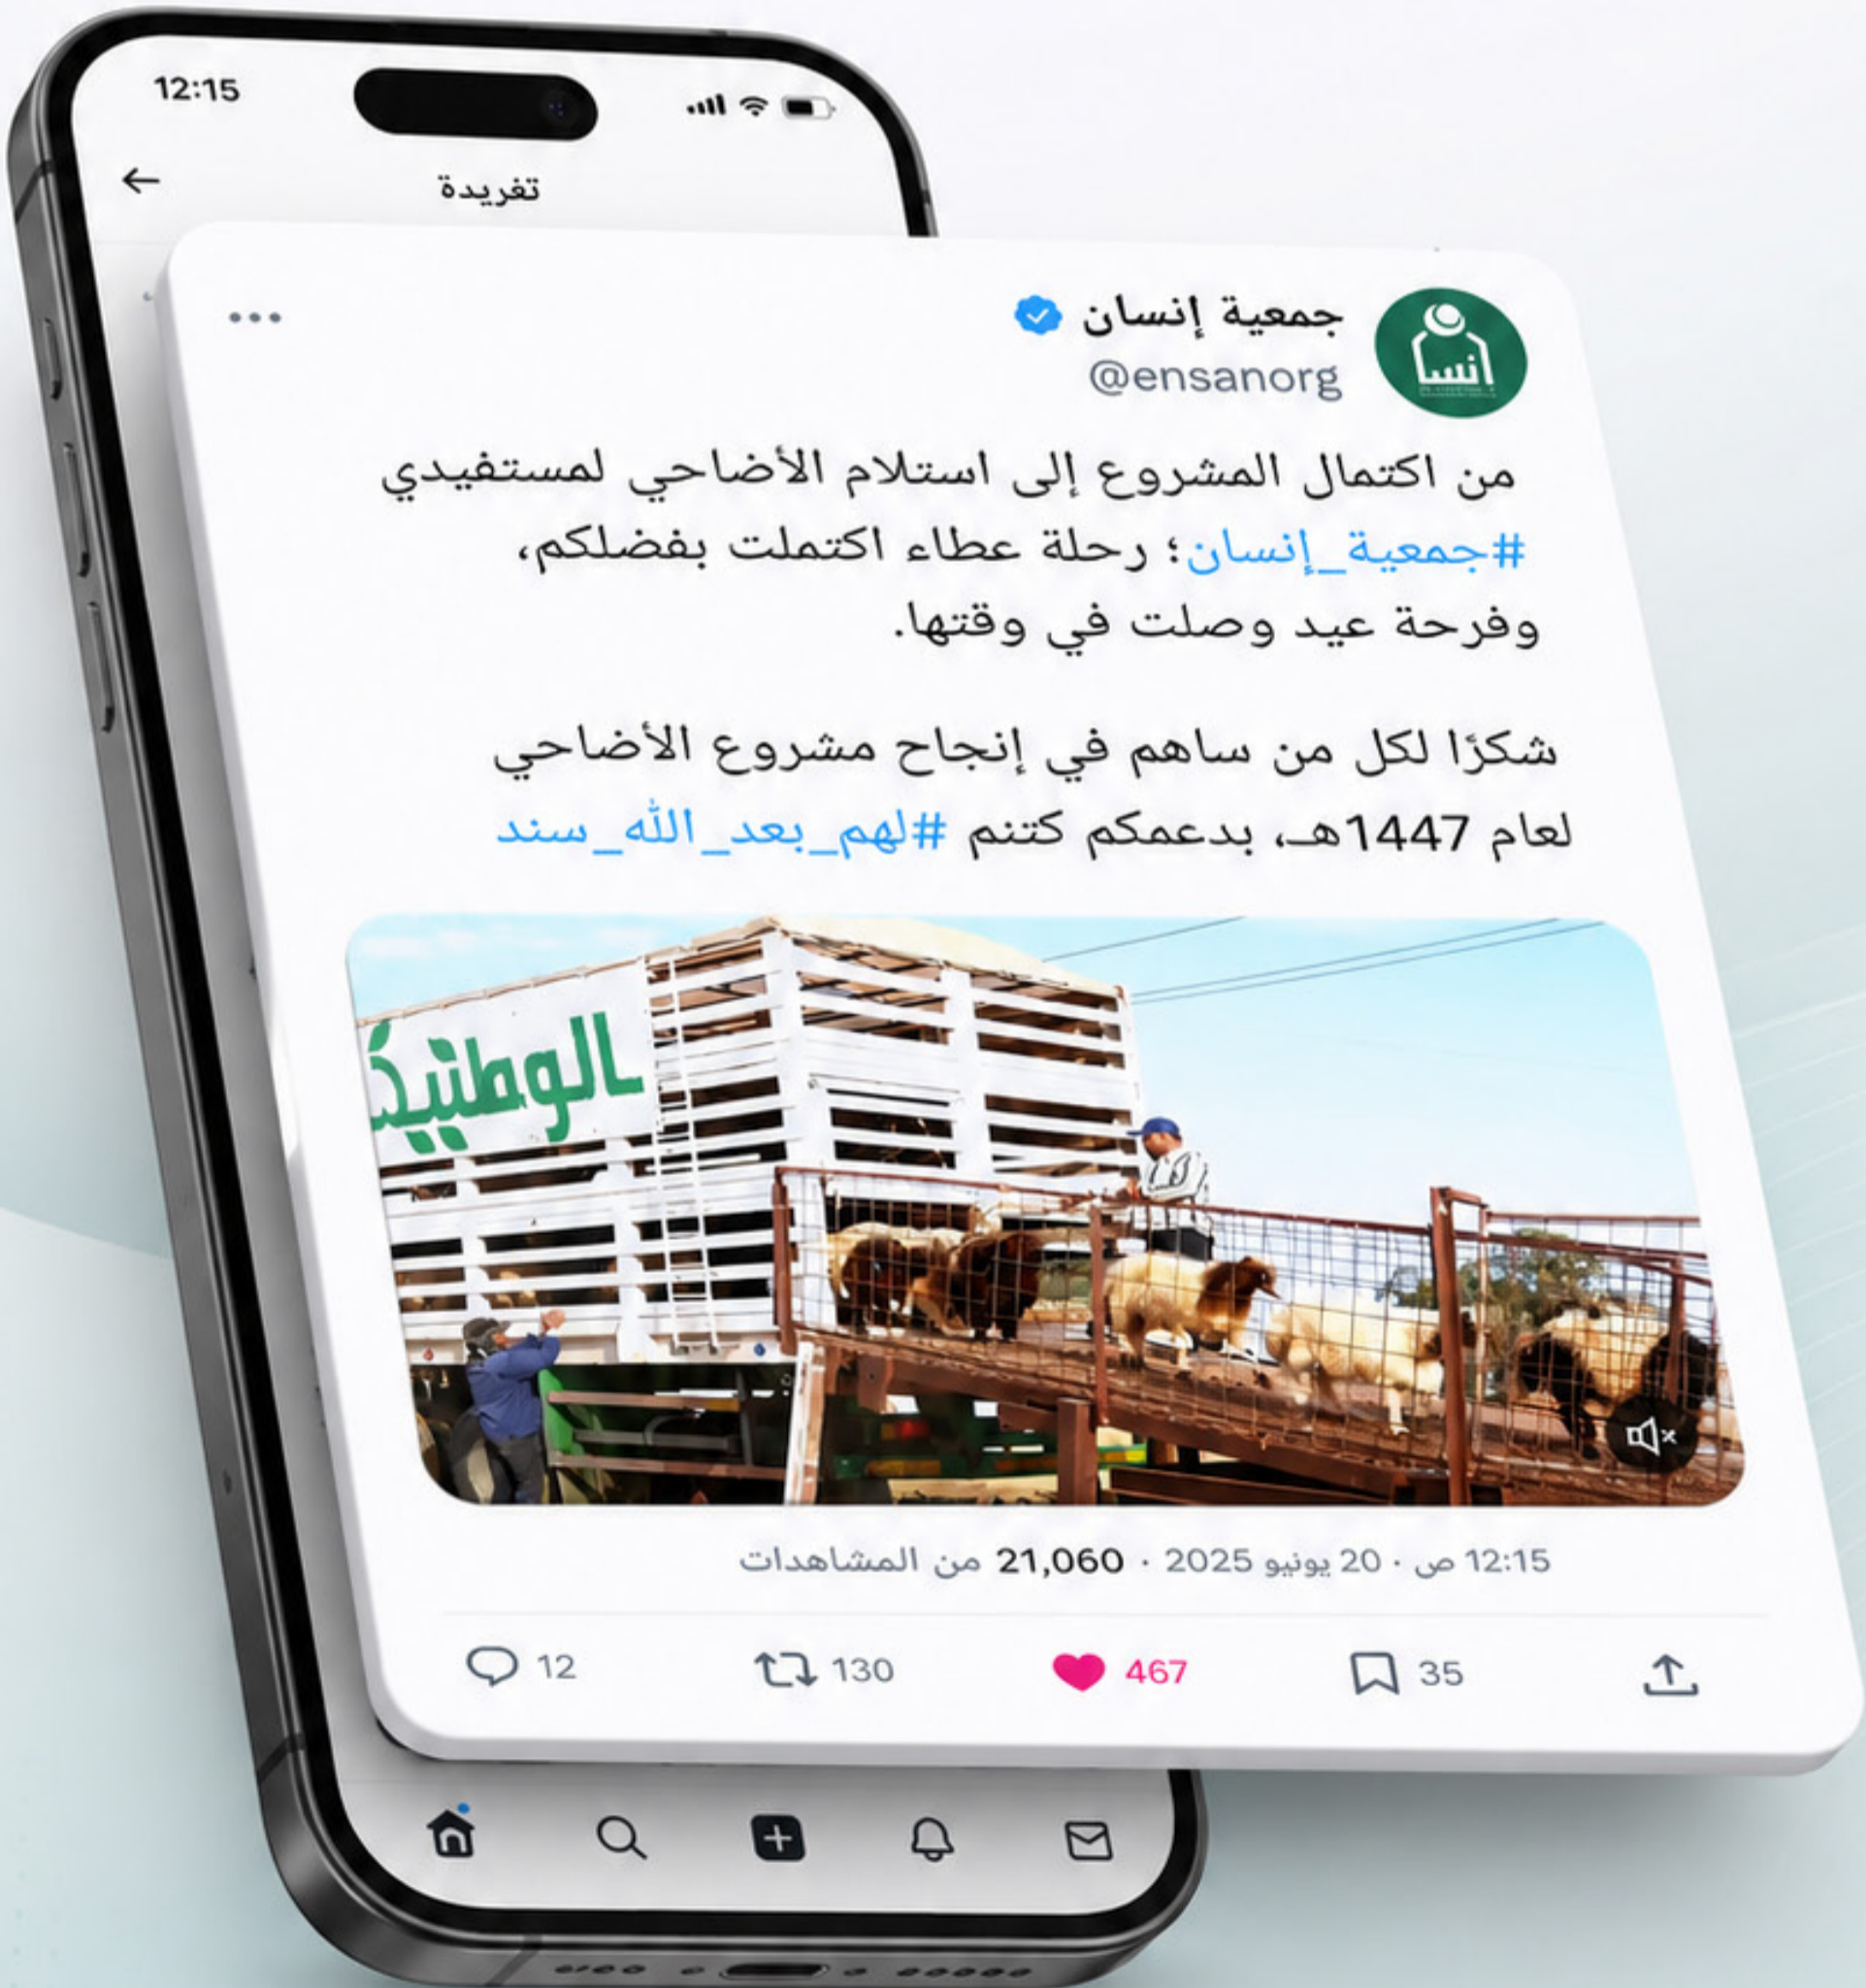 12:15
تغريدة
جمعية إنسان
@ensanorg
انسا
من اكتمال المشروع إلى استلام الأضاحي لمستفيدي
#جمعية_إنسان؛ رحلة عطاء اكتملت بفضلكم،
وفرحة عيد وصلت في وقتها.
شكرًا لكل من ساهم في إنجاح مشروع الأضاحي
لعام 1447هـ، بدعمكم كتنم #لهم_بعد_الله_سند
12:15 ص · 20 يونيو 2025 · 21,060 من المشاهدات
12
130
467
35